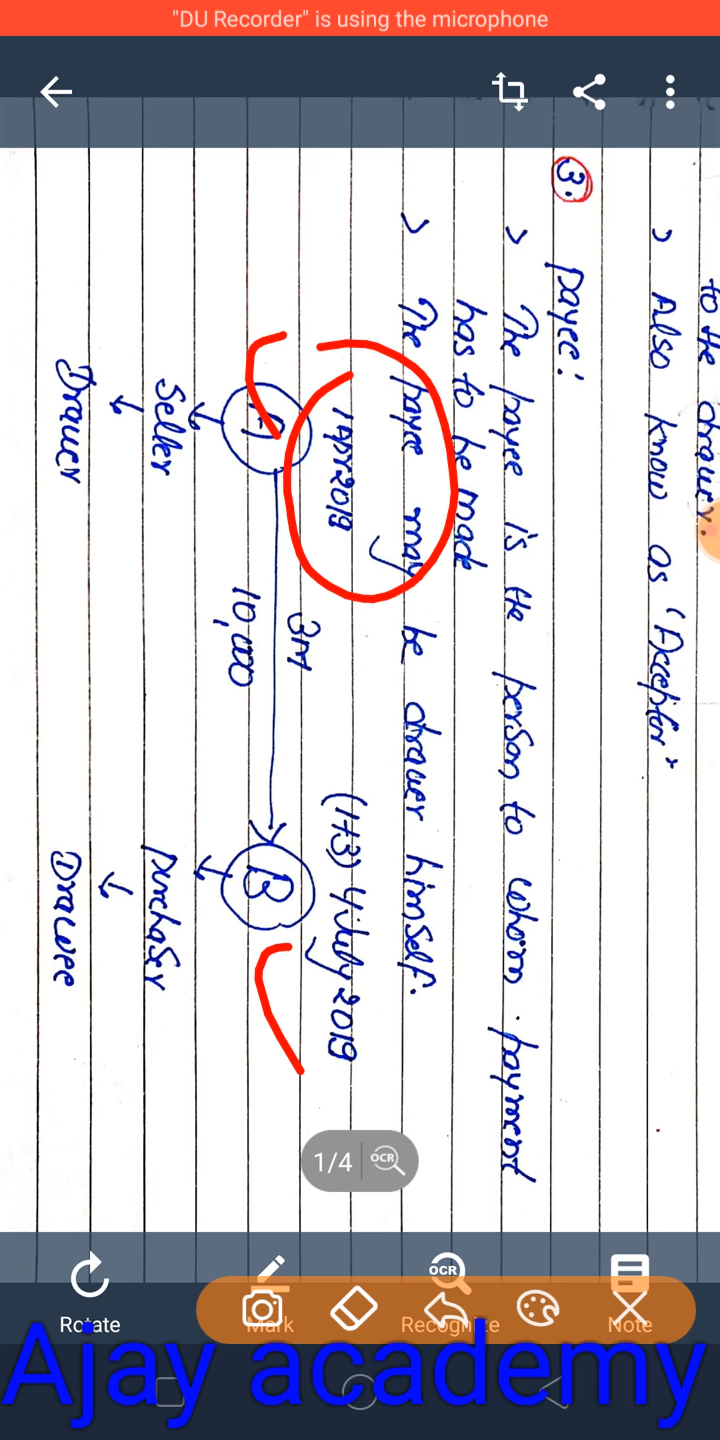 "DU Recorder" is using the microphone
to the drawer.
> Also know as "Acceptor"
3. payee:
> The payee is the person to whom payment
has to be made
> The payee may be drawer himself.
1 Apr 2019
(1+3) 4 July 2019
3M
A
B
10,000
Seller
purchaser
Drawer
Drawee
1/4
OCR
OCR
Rotate
Mark
Recognize
Note
Ajay academy